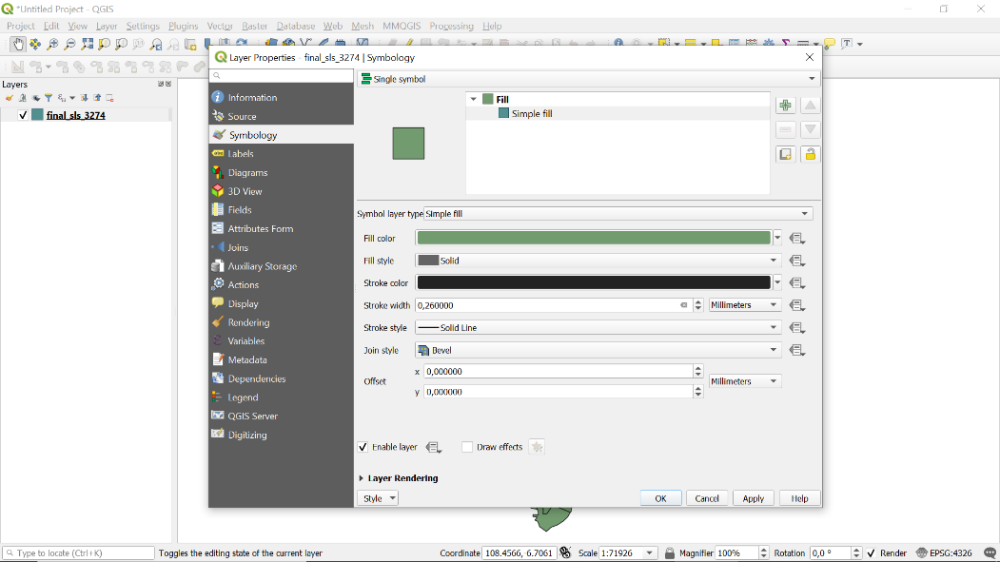 *Untitled Project - QGIS
Project Edit View Layer Settings Plugins Vector Raster Database Web Mesh MMQGIS Processing Help
Layers
final_sls_3274
Layer Properties - final_sls_3274 | Symbology
Information
Source
Symbology
Labels
Diagrams
3D View
Fields
Attributes Form
Joins
Auxiliary Storage
Actions
Display
Rendering
Variables
Metadata
Dependencies
Legend
QGIS Server
Digitizing
Single symbol
Fill
Simple fill
Symbol layer type Simple fill
Fill color
Fill style Solid
Stroke color
Stroke width 0,260000 Millimeters
Stroke style Solid Line
Join style Bevel
Offset x 0,000000 Millimeters
y 0,000000
Enable layer Draw effects
Layer Rendering
Style OK Cancel Apply Help
Type to locate (Ctrl+K) Toggles the editing state of the current layer Coordinate 108.4566, 6.7061 Scale 1:71926 Magnifier 100% Rotation 0,0 ° Render EPSG:4326